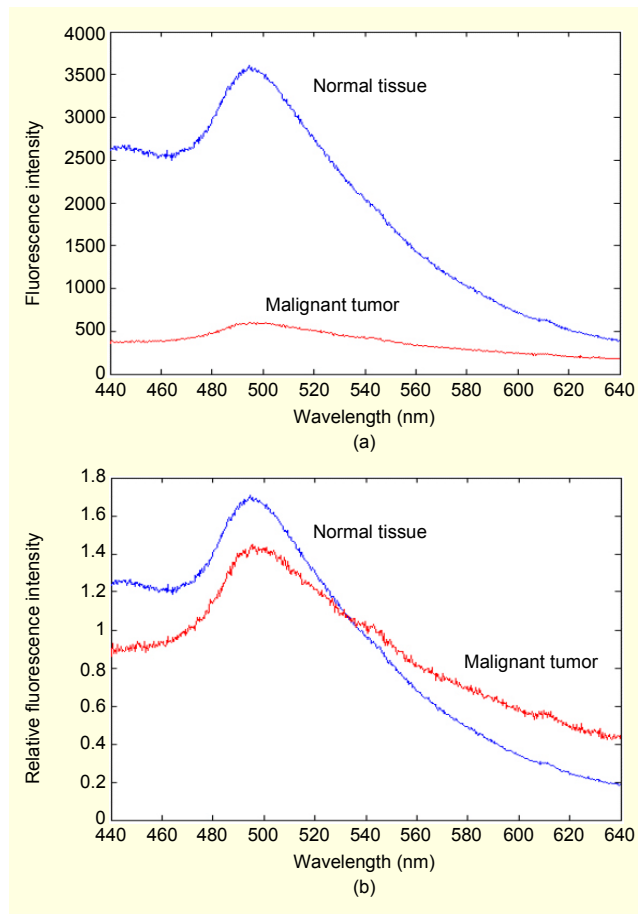 4000
3500
3000
2500
2000
1500
1000
500
0
Fluorescence intensity
Normal tissue
Malignant tumor
440 460 480 500 520 540 560 580 600 620 640
Wavelength (nm)
(a)
1.8
1.6
1.4
1.2
1
0.8
0.6
0.4
0.2
0
Relative fluorescence intensity
Normal tissue
Malignant tumor
440 460 480 500 520 540 560 580 600 620 640
Wavelength (nm)
(b)